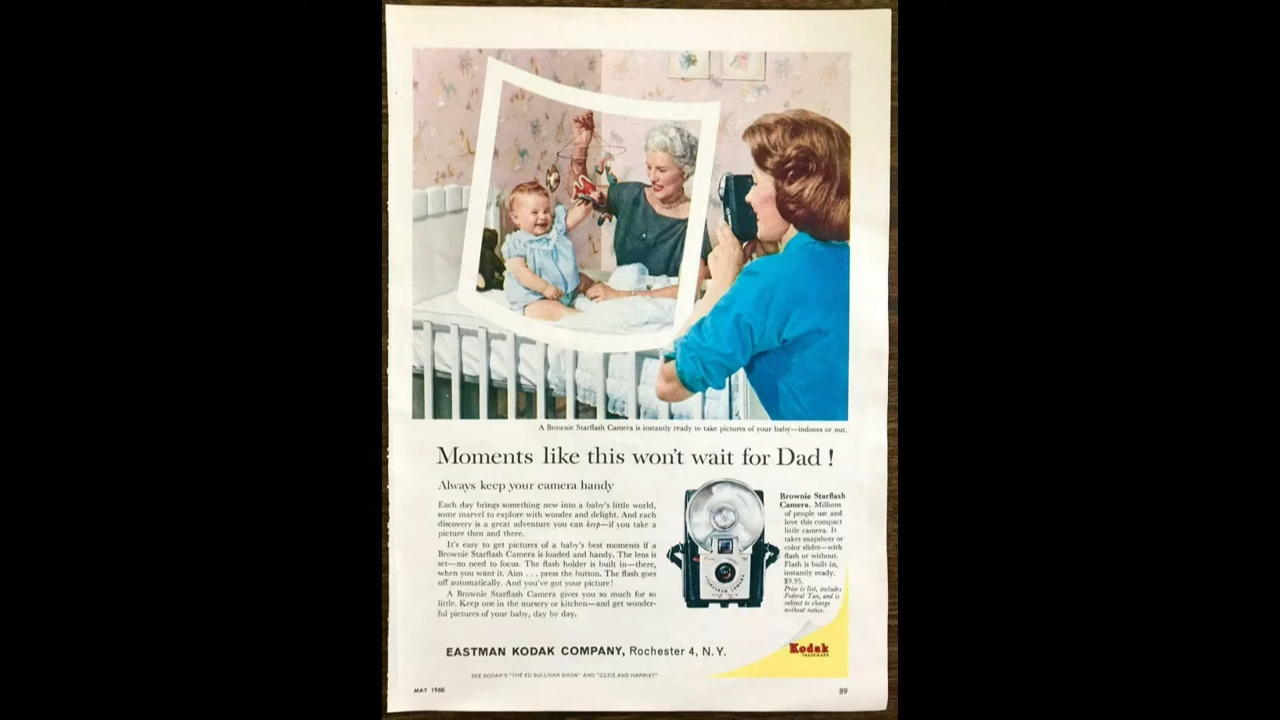 A Brownie Starflash Camera is instantly ready to take pictures of your baby—indoors or out.
Moments like this won't wait for Dad!
Always keep your camera handy
Each day brings something new into a baby's little world,
some marvel to explore with wonder and delight. And each
discovery is a great adventure you can keep—if you take a
picture then and there.
It's easy to get pictures of a baby's best moments if a
Brownie Starflash Camera is loaded and handy. The lens is
set—no need to focus. The flash holder is built in—there,
when you want it. Aim . . . press the button. The flash goes
off automatically. And you've got your picture!
A Brownie Starflash Camera gives you so much for so
little. Keep one in the nursery or kitchen—and get wonder-
ful pictures of your baby, day by day.
Brownie Starflash
Camera. Millions
of people use and
love this compact
little camera. It
takes snapshots or
color slides—with
flash or without.
Flash is built in,
instantly ready.
$9.95.
Price is list, includes
Federal Tax, and is
subject to change
without notice.
EASTMAN KODAK COMPANY, Rochester 4, N. Y.
Kodak
TRADEMARK
SEE KODAK'S "THE ED SULLIVAN SHOW" AND "OZZIE AND HARRIET"
MAY 1960
89